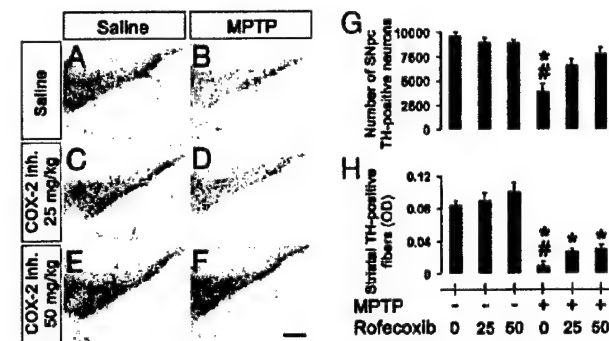 Saline MPTP
Saline
COX-2 Inh. 25 mg/kg
COX-2 Inh. 50 mg/kg
A B
C D
E F
G
Number of SNpc TH-positive neurons
10000
7500
5000
2500
0
*
#
H
Striatal TH-positive fibers (OD)
0.12
0.08
0.04
0
*
#
* *
MPTP - - - + + +
Rofecoxib 0 25 50 0 25 50